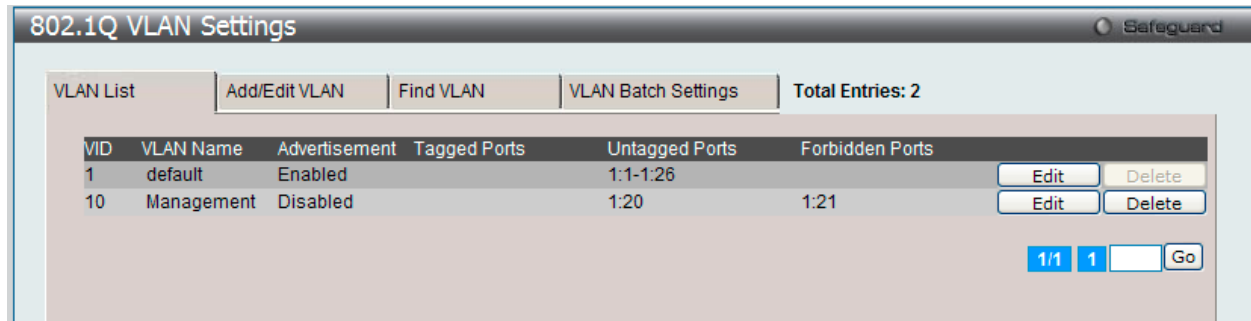 802.1Q VLAN Settings Safeguard
VLAN List Add/Edit VLAN Find VLAN VLAN Batch Settings Total Entries: 2
VID VLAN Name Advertisement Tagged Ports Untagged Ports Forbidden Ports
1 default Enabled 1:1-1:26 Edit Delete
10 Management Disabled 1:20 1:21 Edit Delete
1/1 1 Go